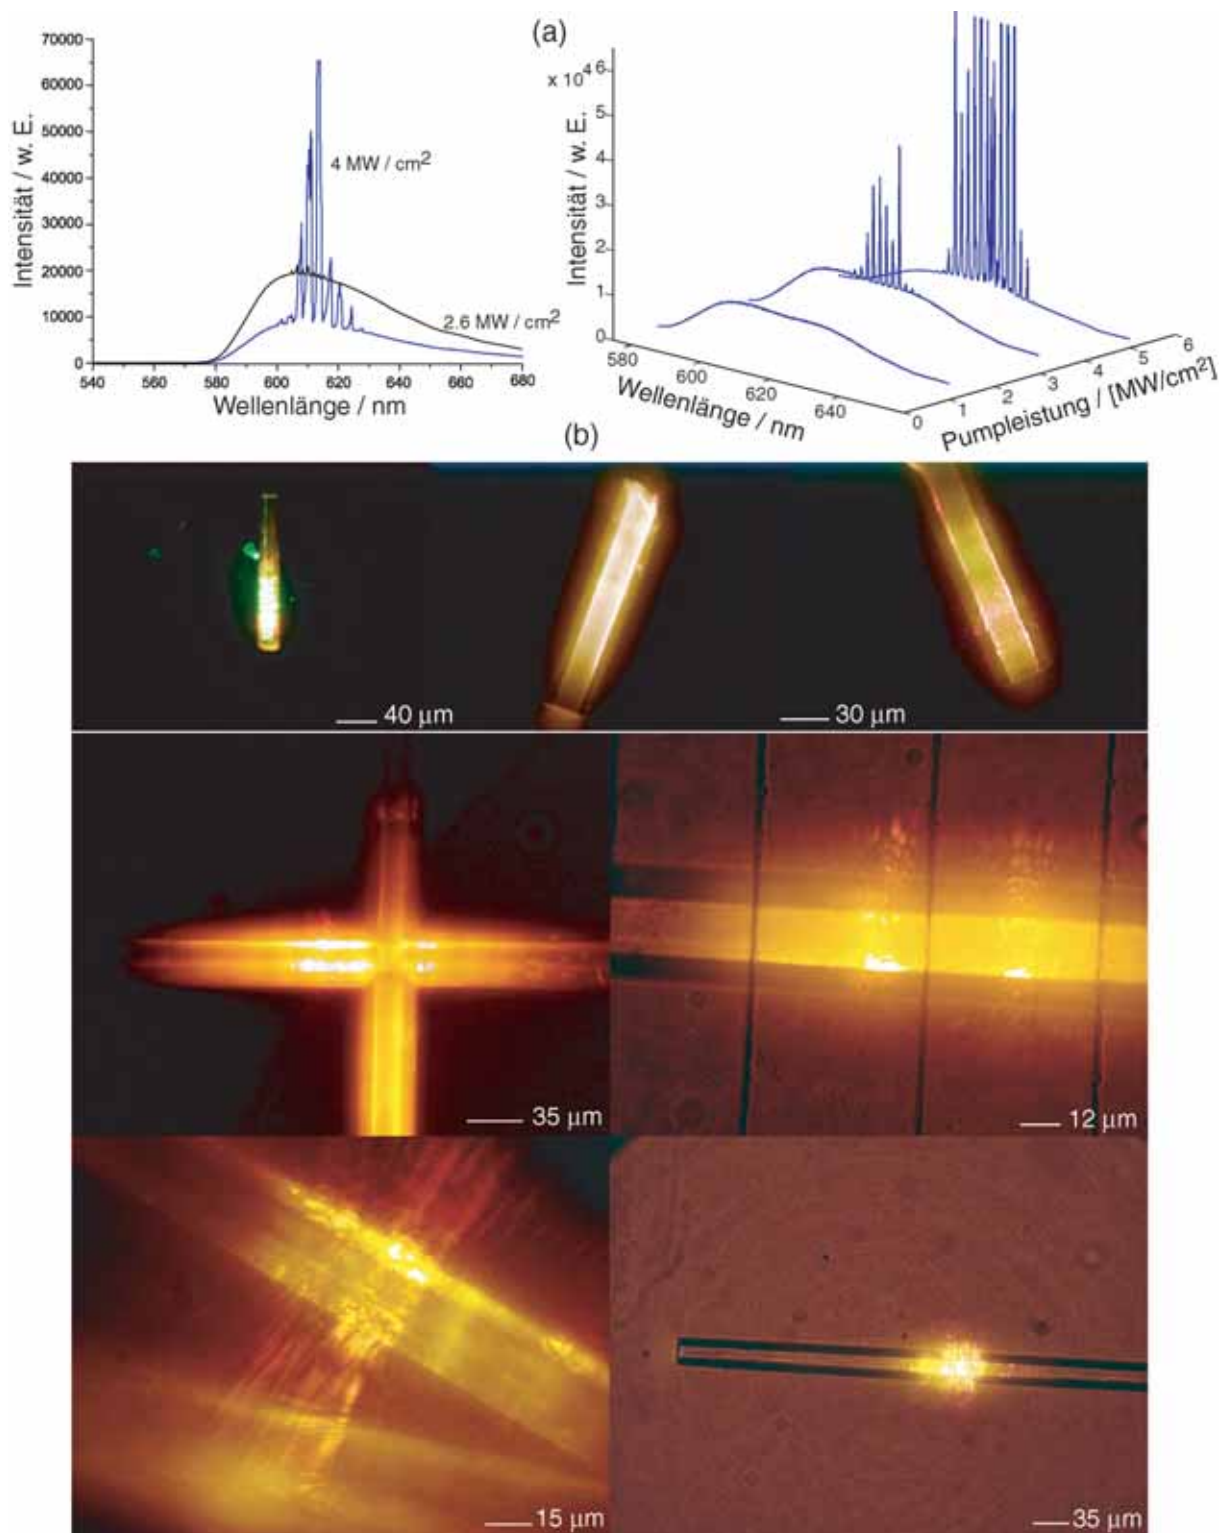 (a)
70000
60000
50000
40000
30000
20000
10000
0
Intensität / w. E.
4 MW / cm²
2.6 MW / cm²
540 560 580 600 620 640 660 680
Wellenlänge / nm
x 10⁴ 6
5
4
3
2
1
0
Intensität / w. E.
580
600
620
640
Wellenlänge / nm
0 1 2 3 4 5 6
Pumpleistung / [MW/cm²]
(b)
40 µm
30 µm
35 µm
12 µm
15 µm
35 µm